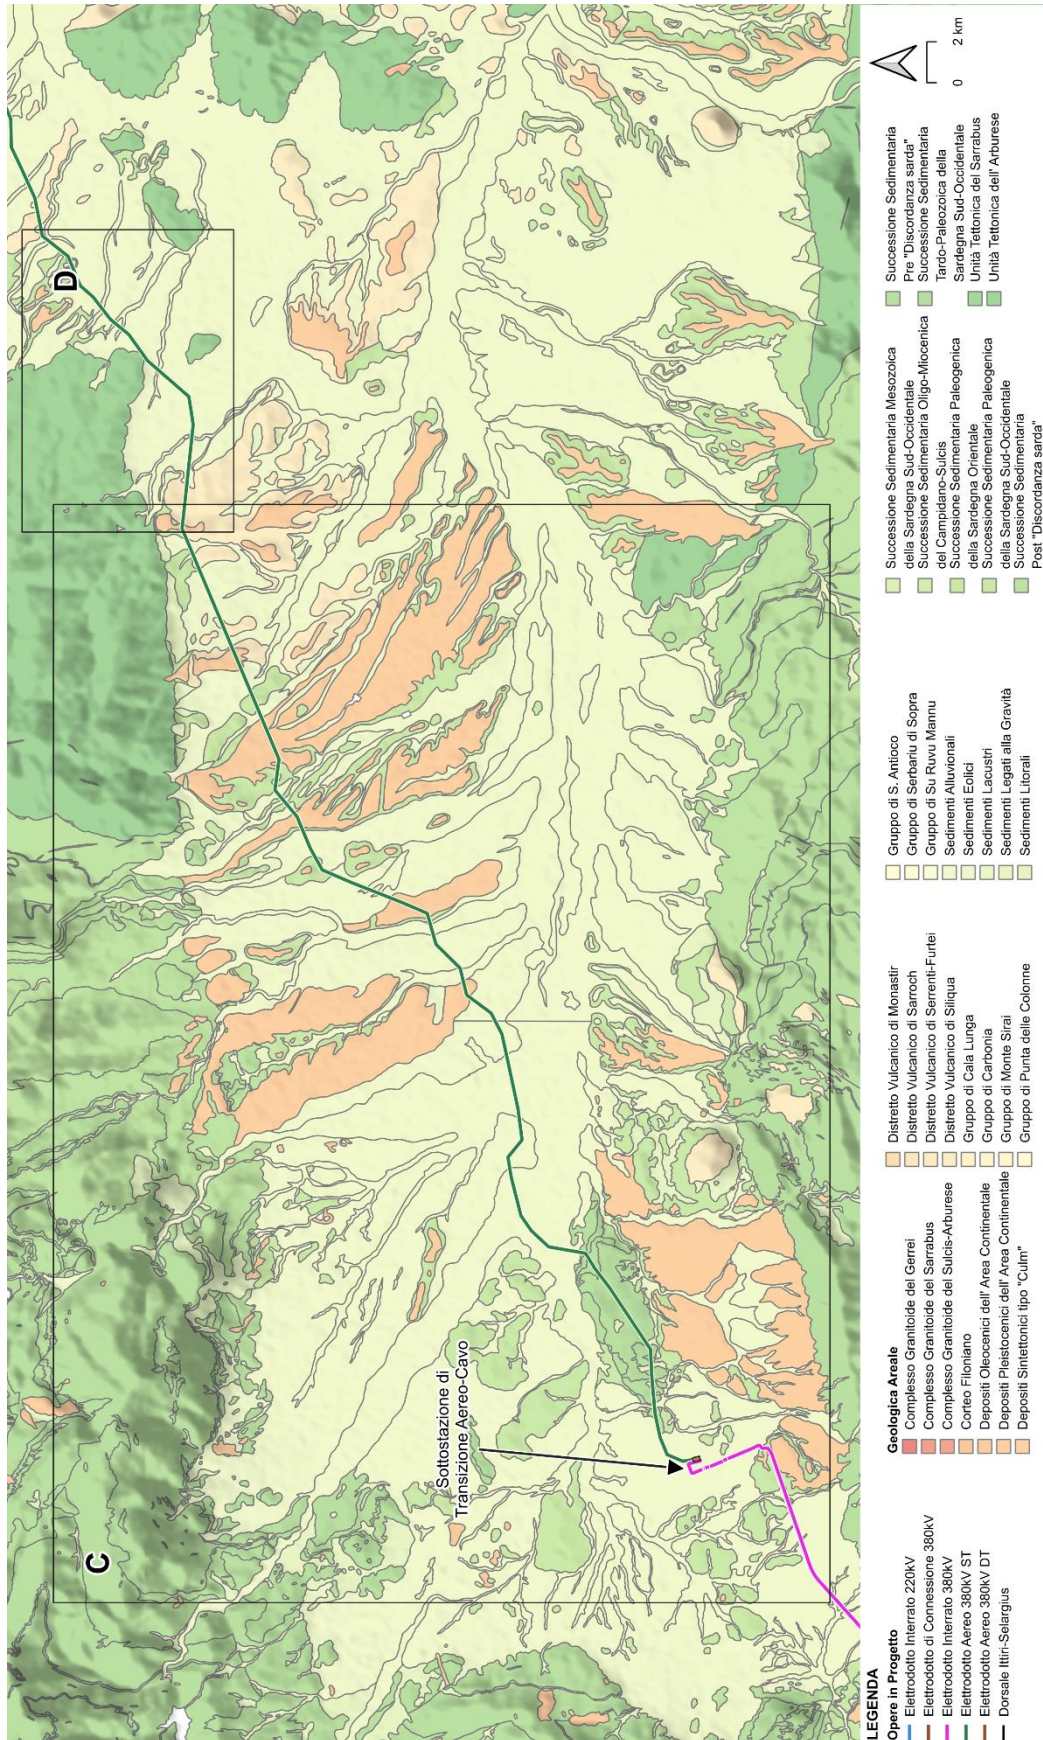 C
D
Sottostazione di
Transizione Aereo-Cavo
0
2 km
LEGENDA
Opere in Progetto
Elettrodotto Interrato 220kV
Elettrodotto di Connessione 380kV
Elettrodotto Interrato 380kV
Elettrodotto Aereo 380kV ST
Elettrodotto Aereo 380kV DT
Dorsale Ittiri-Selargius
Geologica Areale
Complesso Granitoide del Gerrei
Complesso Granitoide del Sarrabus
Complesso Granitoide del Sulcis-Arburese
Corteo Filoniano
Depositi Oleocenici dell' Area Continentale
Depositi Pleistocenici dell' Area Continentale
Depositi Sintettonici tipo "Culm"
Distretto Vulcanico di Monastir
Distretto Vulcanico di Sarroch
Distretto Vulcanico di Serrenti-Furtei
Distretto Vulcanico di Siliqua
Gruppo di Cala Lunga
Gruppo di Carbonia
Gruppo di Monte Sirai
Gruppo di Punta delle Colonne
Gruppo di S. Antioco
Gruppo di Serbariu di Sopra
Gruppo di Su Ruvu Mannu
Sedimenti Alluvionali
Sedimenti Eolici
Sedimenti Lacustri
Sedimenti Legati alla Gravità
Sedimenti Litorali
Successione Sedimentaria Mesozoica
della Sardegna Sud-Occidentale
Successione Sedimentaria Oligo-Miocenica
del Campidano-Sulcis
Successione Sedimentaria Paleogenica
della Sardegna Orientale
Successione Sedimentaria Paleogenica
della Sardegna Sud-Occidentale
Successione Sedimentaria
Post "Discordanza sarda"
Successione Sedimentaria
Pre "Discordanza sarda"
Successione Sedimentaria
Tardo-Paleozoica della
Sardegna Sud-Occidentale
Unità Tettonica del Sarrabus
Unità Tettonica dell' Arburese